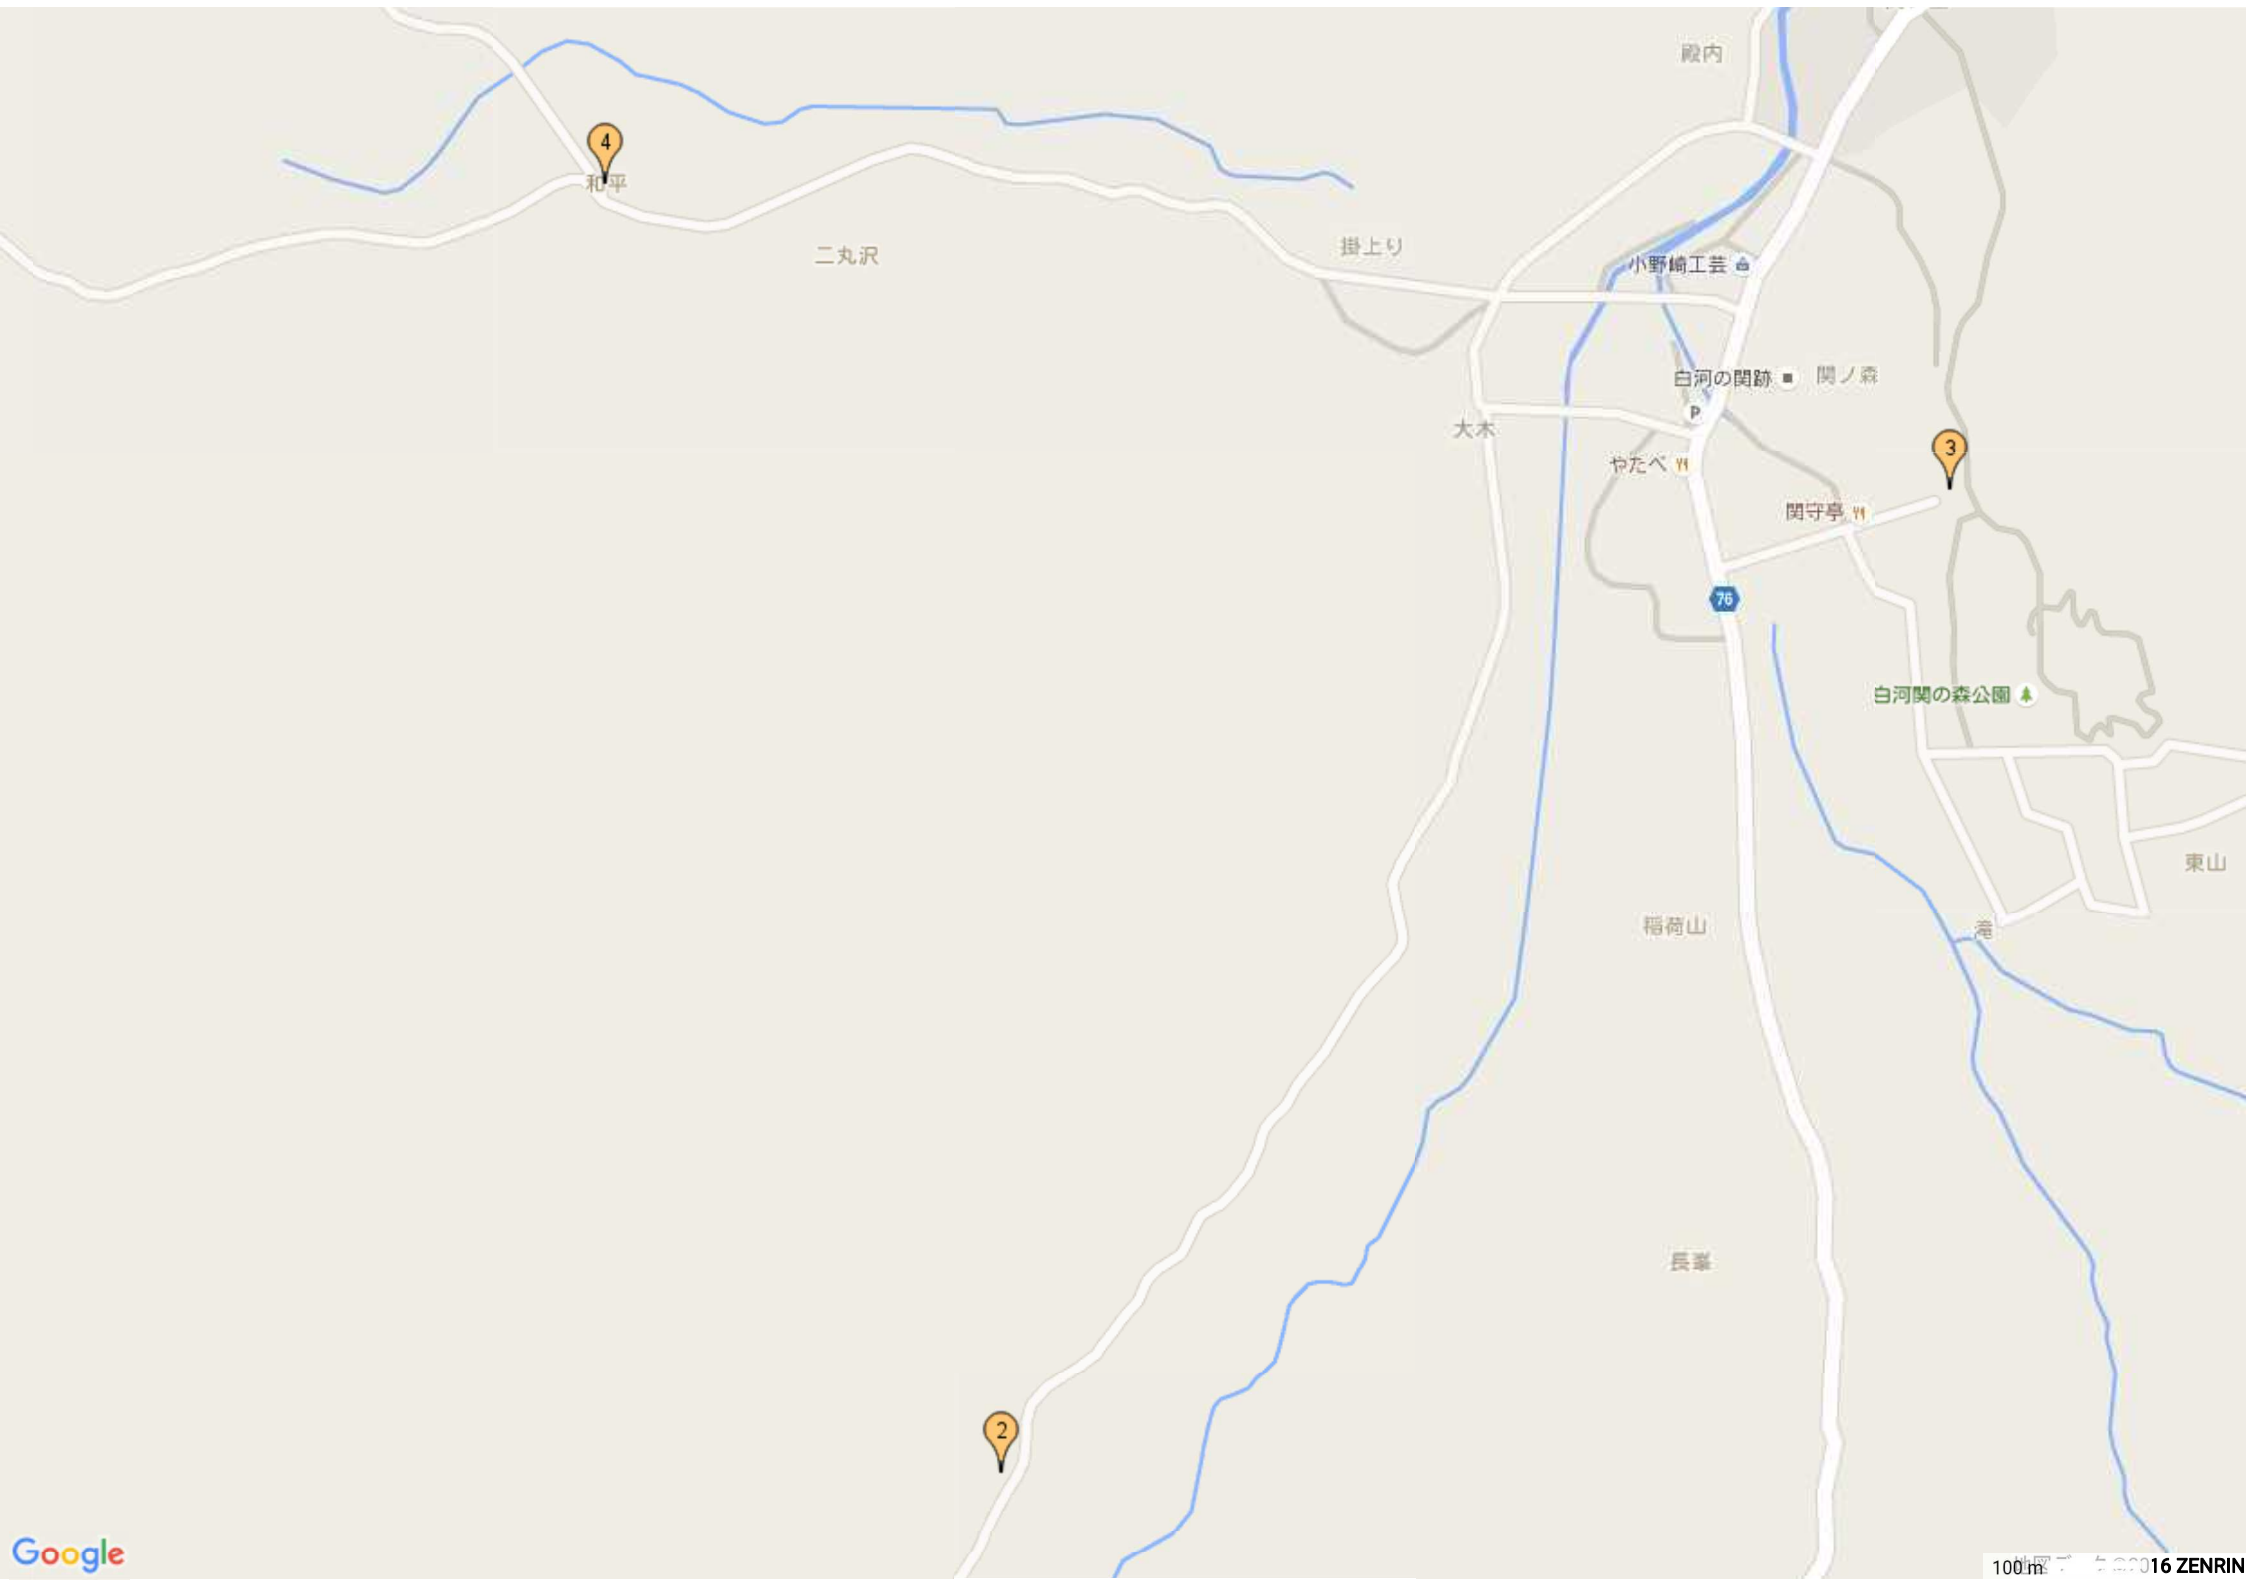 殿内
4
和平
二丸沢
掛上り
小野崎工芸
白河の関跡
関ノ森
P
大木
やたべ
3
関守亭
76
白河関の森公園
東山
稲荷山
滝
長峯
2
Google
100 m
16 ZENRIN